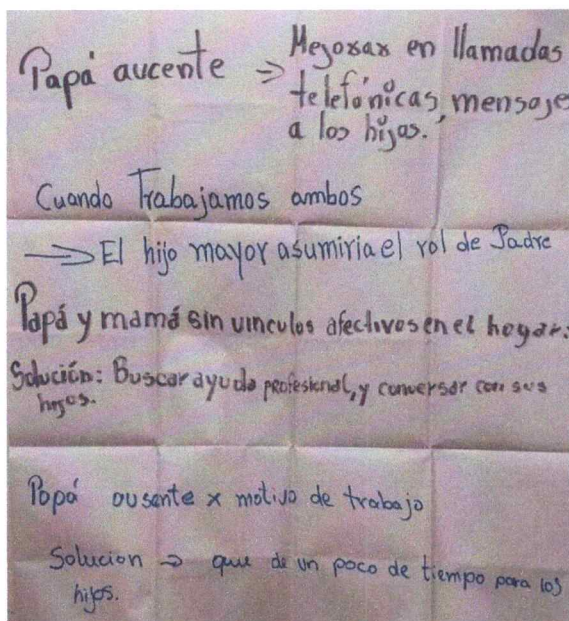 Papá aucente ⇒ Mejorar en llamadas
telefónicas, mensajes
a los hijos.
Cuando Trabajamos ambos
⇒ El hijo mayor asumiria el rol de Padre
Papá y mamá sin vinculos afectivos en el hogar:
Solución: Buscar ayuda profesional, y conversar con sus
hijos.
Papá ausente x motivo de trabajo
Solucion ⇒ que de un poco de tiempo para los
hijos.